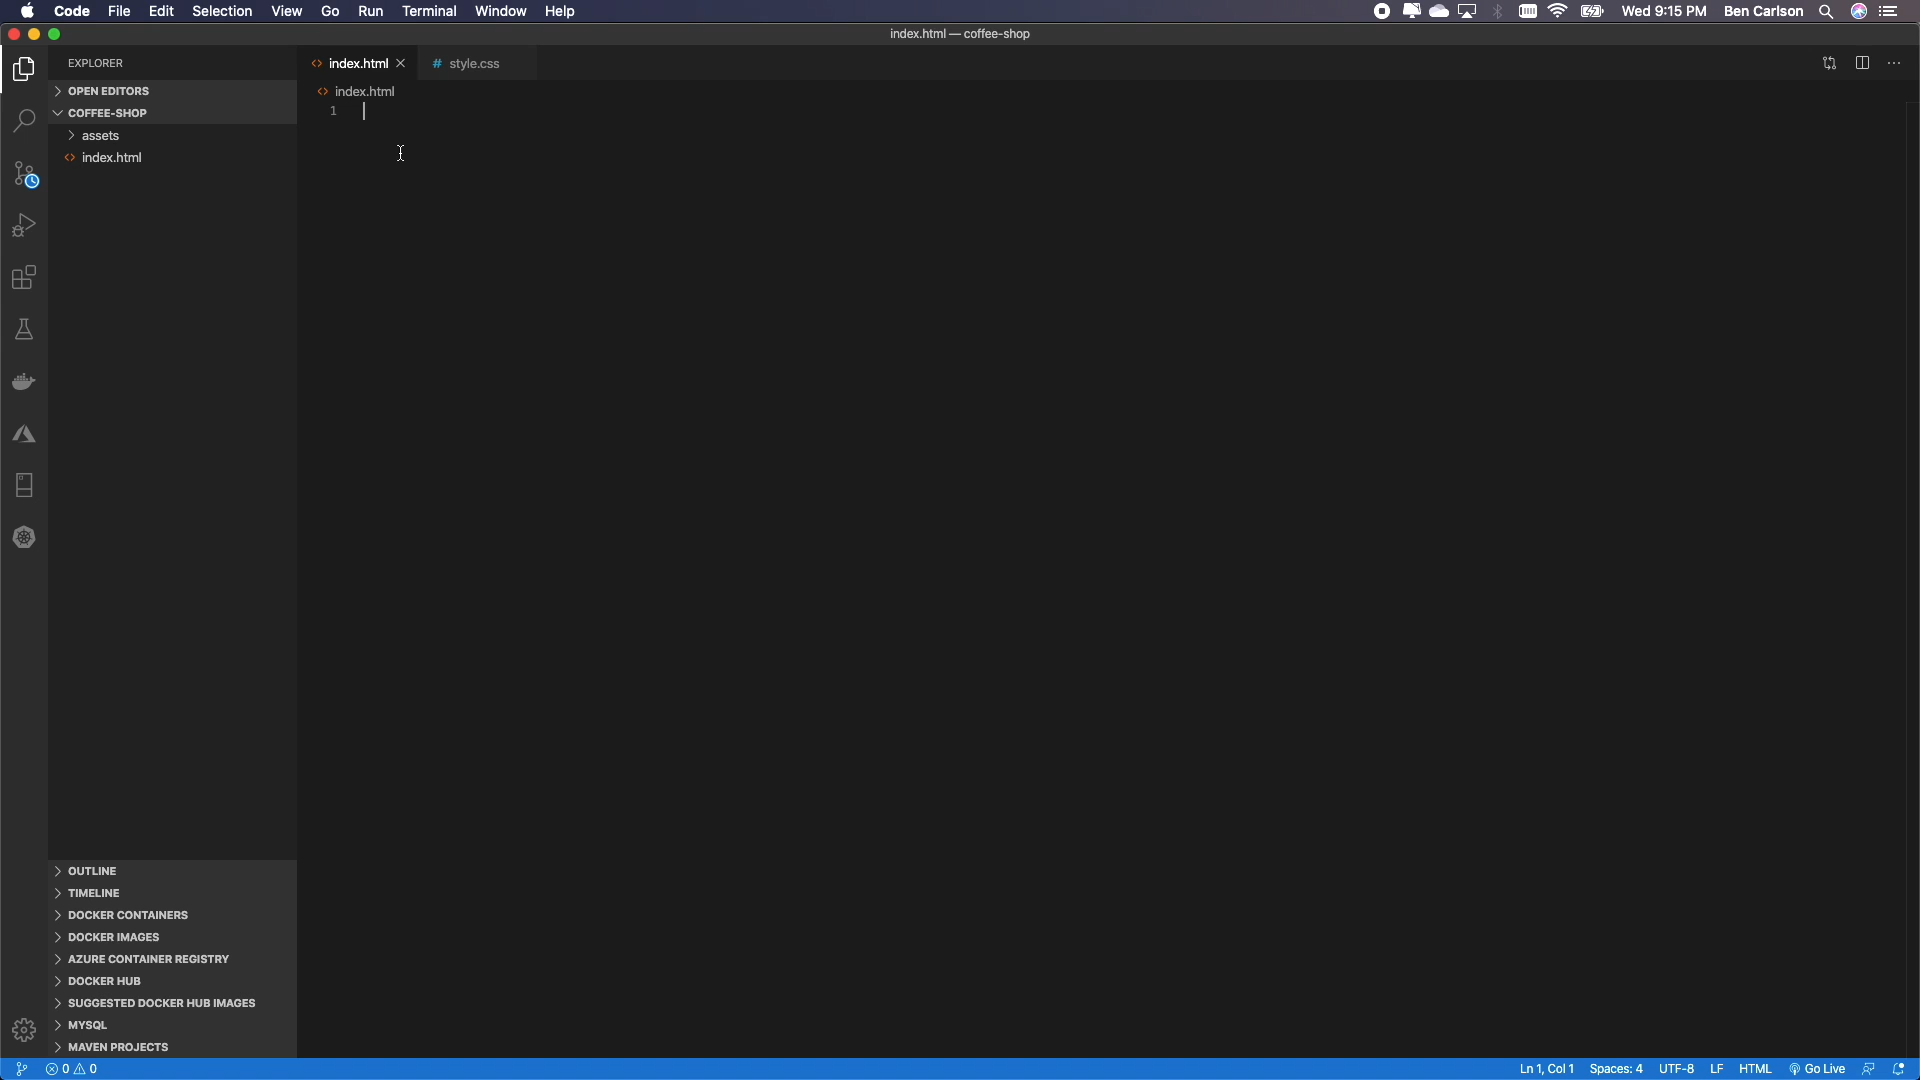 Code File Edit Selection View Go Run Terminal Window Help Wed 9:15 PM Ben Carlson
index.html — coffee-shop
EXPLORER
index.html
# style.css
OPEN EDITORS
COFFEE-SHOP
assets
index.html
index.html
1
OUTLINE
TIMELINE
DOCKER CONTAINERS
DOCKER IMAGES
AZURE CONTAINER REGISTRY
DOCKER HUB
SUGGESTED DOCKER HUB IMAGES
MYSQL
MAVEN PROJECTS
0 0 Ln 1, Col 1 Spaces: 4 UTF-8 LF HTML Go Live